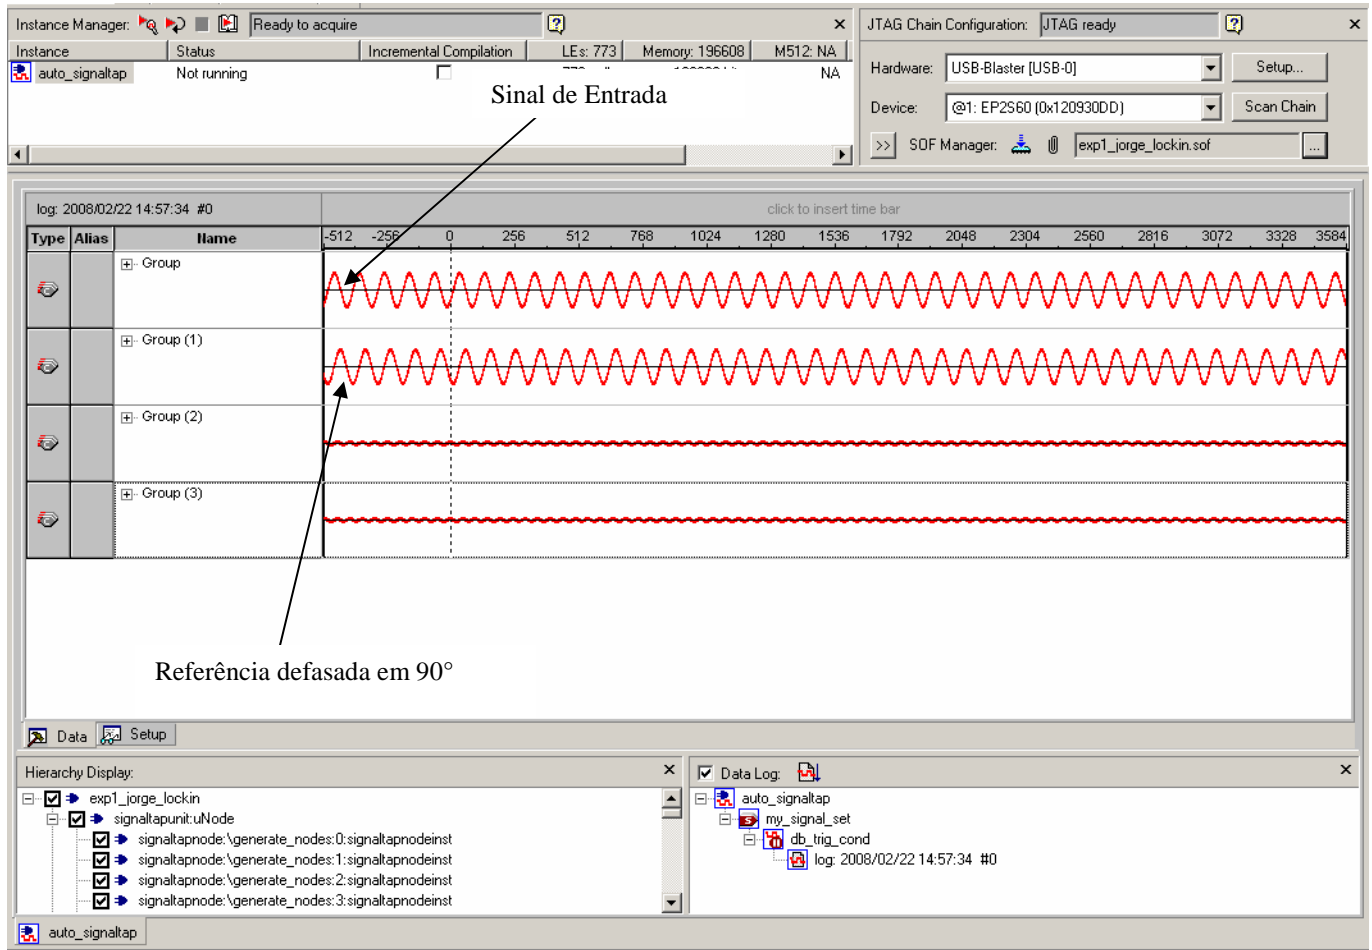 Instance Manager: Ready to acquire
Instance Status Incremental Compilation LEs: 773 Memory: 196608 M512: NA
auto_signaltap Not running NA
Sinal de Entrada
JTAG Chain Configuration: JTAG ready
Hardware: USB-Blaster [USB-0] Setup...
Device: @1: EP2S60 (0x120930DD) Scan Chain
>> SOF Manager: exp1_jorge_lockin.sof ...
log: 2008/02/22 14:57:34 #0 click to insert time bar
Type Alias Name -512 -256 0 256 512 768 1024 1280 1536 1792 2048 2304 2560 2816 3072 3328 3584
Group
Group (1)
Group (2)
Group (3)
Referência defasada em 90°
Data Setup
Hierarchy Display:
exp1_jorge_lockin
signaltapunit:uNode
signaltapnode:\generate_nodes:0:signaltapnodeinst
signaltapnode:\generate_nodes:1:signaltapnodeinst
signaltapnode:\generate_nodes:2:signaltapnodeinst
signaltapnode:\generate_nodes:3:signaltapnodeinst
Data Log:
auto_signaltap
my_signal_set
db_trig_cond
log: 2008/02/22 14:57:34 #0
auto_signaltap